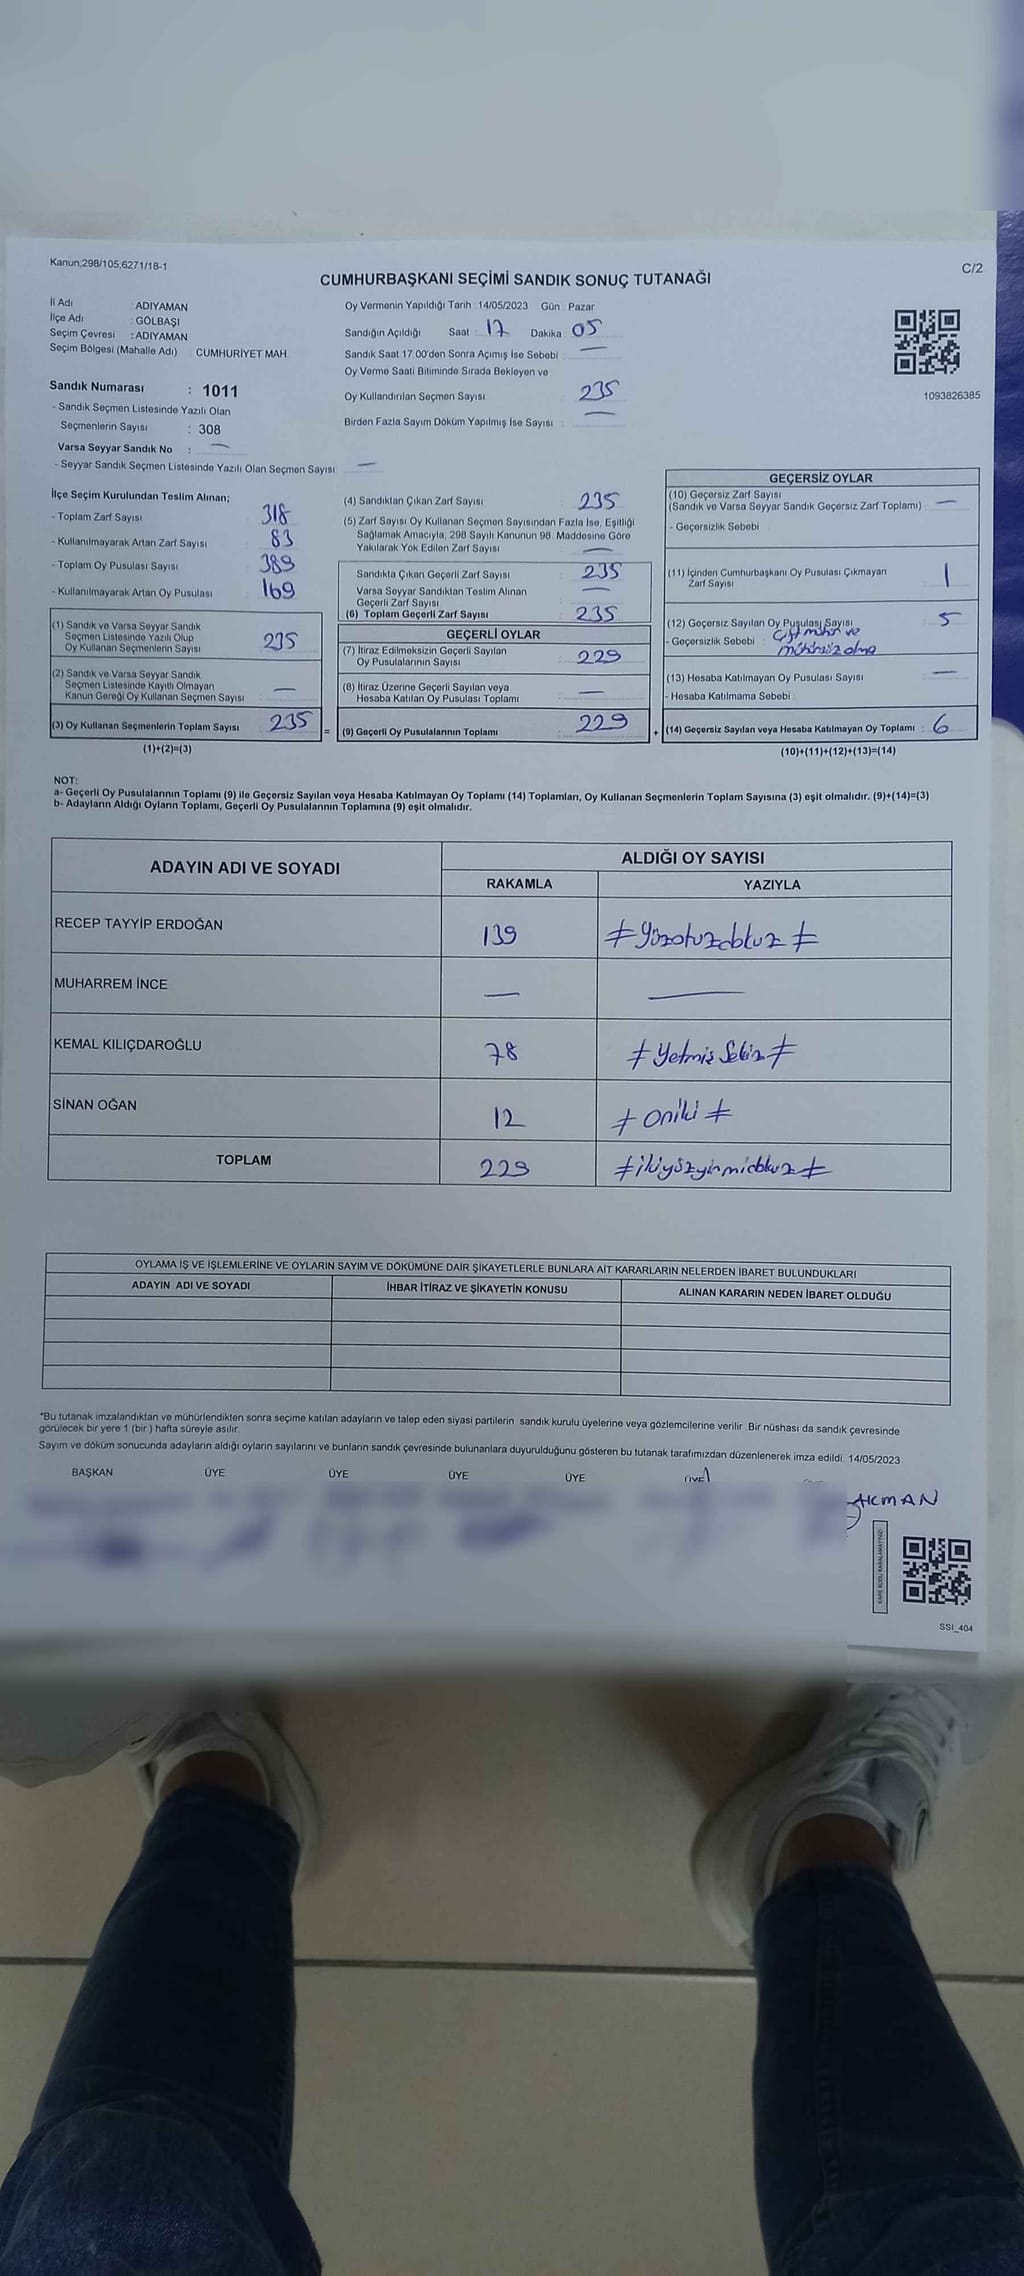 Kanun;298/105;6271/18-1
C/2
CUMHURBAŞKANI SEÇİMİ SANDIK SONUÇ TUTANAĞI
İl Adı : ADIYAMAN
İlçe Adı : GÖLBAŞI
Seçim Çevresi : ADIYAMAN
Seçim Bölgesi (Mahalle Adı) : CUMHURİYET MAH
Sandık Numarası : 1011
- Sandık Seçmen Listesinde Yazılı Olan
Seçmenlerin Sayısı : 308
Varsa Seyyar Sandık No : —
- Seyyar Sandık Seçmen Listesinde Yazılı Olan Seçmen Sayısı : —
Oy Vermenin Yapıldığı Tarih :14/05/2023 Gün : Pazar
Sandığın Açıldığı Saat : 17 Dakika : 05
Sandık Saat 17.00'den Sonra Açımış İse Sebebi : —
Oy Verme Saati Bitiminde Sırada Bekleyen ve
Oy Kullandırılan Seçmen Sayısı : 235
Birden Fazla Sayım Döküm Yapılmış İse Sayısı : —
1093826385
İlçe Seçim Kurulundan Teslim Alınan;
- Toplam Zarf Sayısı : 318
- Kullanılmayarak Artan Zarf Sayısı : 83
- Toplam Oy Pusulası Sayısı : 389
- Kullanılmayarak Artan Oy Pusulası : 169
(1) Sandık ve Varsa Seyyar Sandık
Seçmen Listesinde Yazılı Olup
Oy Kullanan Seçmenlerin Sayısı : 235
(2) Sandık ve Varsa Seyyar Sandık
Seçmen Listesinde Kayıtlı Olmayan
Kanun Gereği Oy Kullanan Seçmen Sayısı : —
(3) Oy Kullanan Seçmenlerin Toplam Sayısı : 235
(1)+(2)=(3)
(4) Sandıktan Çıkan Zarf Sayısı : 235
(5) Zarf Sayısı Oy Kullanan Seçmen Sayısından Fazla İse, Eşitliği
Sağlamak Amacıyla, 298 Sayılı Kanunun 98. Maddesine Göre
Yakılarak Yok Edilen Zarf Sayısı : —
Sandıkta Çıkan Geçerli Zarf Sayısı : 235
Varsa Seyyar Sandıktan Teslim Alınan
Geçerli Zarf Sayısı : —
(6) Toplam Geçerli Zarf Sayısı : 235
GEÇERLİ OYLAR
(7) İtiraz Edilmeksizin Geçerli Sayılan
Oy Pusulalarının Sayısı : 229
(8) İtiraz Üzerine Geçerli Sayılan veya
Hesaba Katılan Oy Pusulası Toplamı : —
= (9) Geçerli Oy Pusulalarının Toplamı : 229
GEÇERSİZ OYLAR
(10) Geçersiz Zarf Sayısı
(Sandık ve Varsa Seyyar Sandık Geçersiz Zarf Toplamı) : —
- Geçersizlik Sebebi :
(11) İçinden Cumhurbaşkanı Oy Pusulası Çıkmayan
Zarf Sayısı : 1
(12) Geçersiz Sayılan Oy Pusulası Sayısı : 5
- Geçersizlik Sebebi : çift mühür ve
mühürsüz olma
(13) Hesaba Katılmayan Oy Pusulası Sayısı : —
- Hesaba Katılmama Sebebi :
+ (14) Geçersiz Sayılan veya Hesaba Katılmayan Oy Toplamı : 6
(10)+(11)+(12)+(13)=(14)
NOT:
a- Geçerli Oy Pusulalarının Toplamı (9) ile Geçersiz Sayılan veya Hesaba Katılmayan Oy Toplamı (14) Toplamları, Oy Kullanan Seçmenlerin Toplam Sayısına (3) eşit olmalıdır. (9)+(14)=(3)
b- Adayların Aldığı Oyların Toplamı, Geçerli Oy Pusulalarının Toplamına (9) eşit olmalıdır.
ADAYIN ADI VE SOYADI
ALDIĞI OY SAYISI
RAKAMLA YAZIYLA
RECEP TAYYİP ERDOĞAN 139 ≠ yüzotuzdokuz ≠
MUHARREM İNCE — —
KEMAL KILIÇDAROĞLU 78 ≠ Yetmiş Sekiz ≠
SİNAN OĞAN 12 ≠ oniki ≠
TOPLAM 229 ≠ ikiyüzyirmidokuz ≠
OYLAMA İŞ VE İŞLEMLERİNE VE OYLARIN SAYIM VE DÖKÜMÜNE DAİR ŞİKAYETLERLE BUNLARA AİT KARARLARIN NELERDEN İBARET BULUNDUKLARI
ADAYIN ADI VE SOYADI İHBAR İTİRAZ VE ŞİKAYETİN KONUSU ALINAN KARARIN NEDEN İBARET OLDUĞU
*Bu tutanak imzalandıktan ve mühürlendikten sonra seçime katılan adayların ve talep eden siyasi partilerin sandık kurulu üyelerine veya gözlemcilerine verilir. Bir nüshası da sandık çevresinde
görülecek bir yere 1 (bir ) hafta süreyle asılır.
Sayım ve döküm sonucunda adayların aldığı oyların sayılarını ve bunların sandık çevresinde bulunanlara duyurulduğunu gösteren bu tutanak tarafımızdan düzenlenerek imza edildi. 14/05/2023
BAŞKAN ÜYE ÜYE ÜYE ÜYE ÜYE
AKMAN
KARE KODU KARALAMAYINIZ!
SSI_404